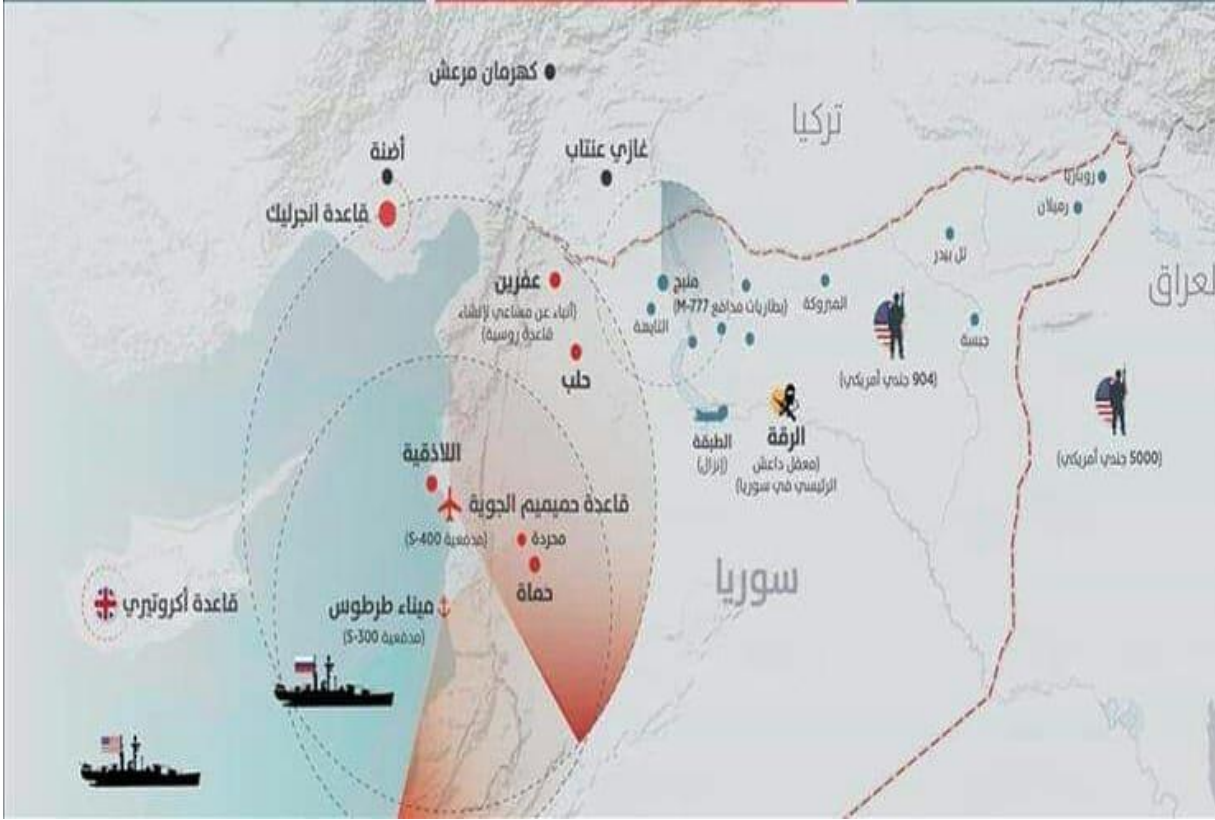 كهرمان مرعش
تركيا
أضنة
غازي عنتاب
قاعدة انجرليك
روباريا
رميلان
تل بيدر
العراق
عفرين
(أنباء عن مساعي لإنشاء
قاعدة روسية)
منبج
(بطاريات مدافع M-777)
المبروكة
التايهة
حلب
جبسة
(904 جندي أمريكي)
(5000 جندي أمريكي)
الطبقة
(إنزال)
الرقة
(معقل داعش
الرئيسي في سوريا)
اللاذقية
قاعدة حميميم الجوية
(مدفعية S-400)
محردة
حماة
سوريا
قاعدة أكروتيري
ميناء طرطوس
(مدفعية S-300)